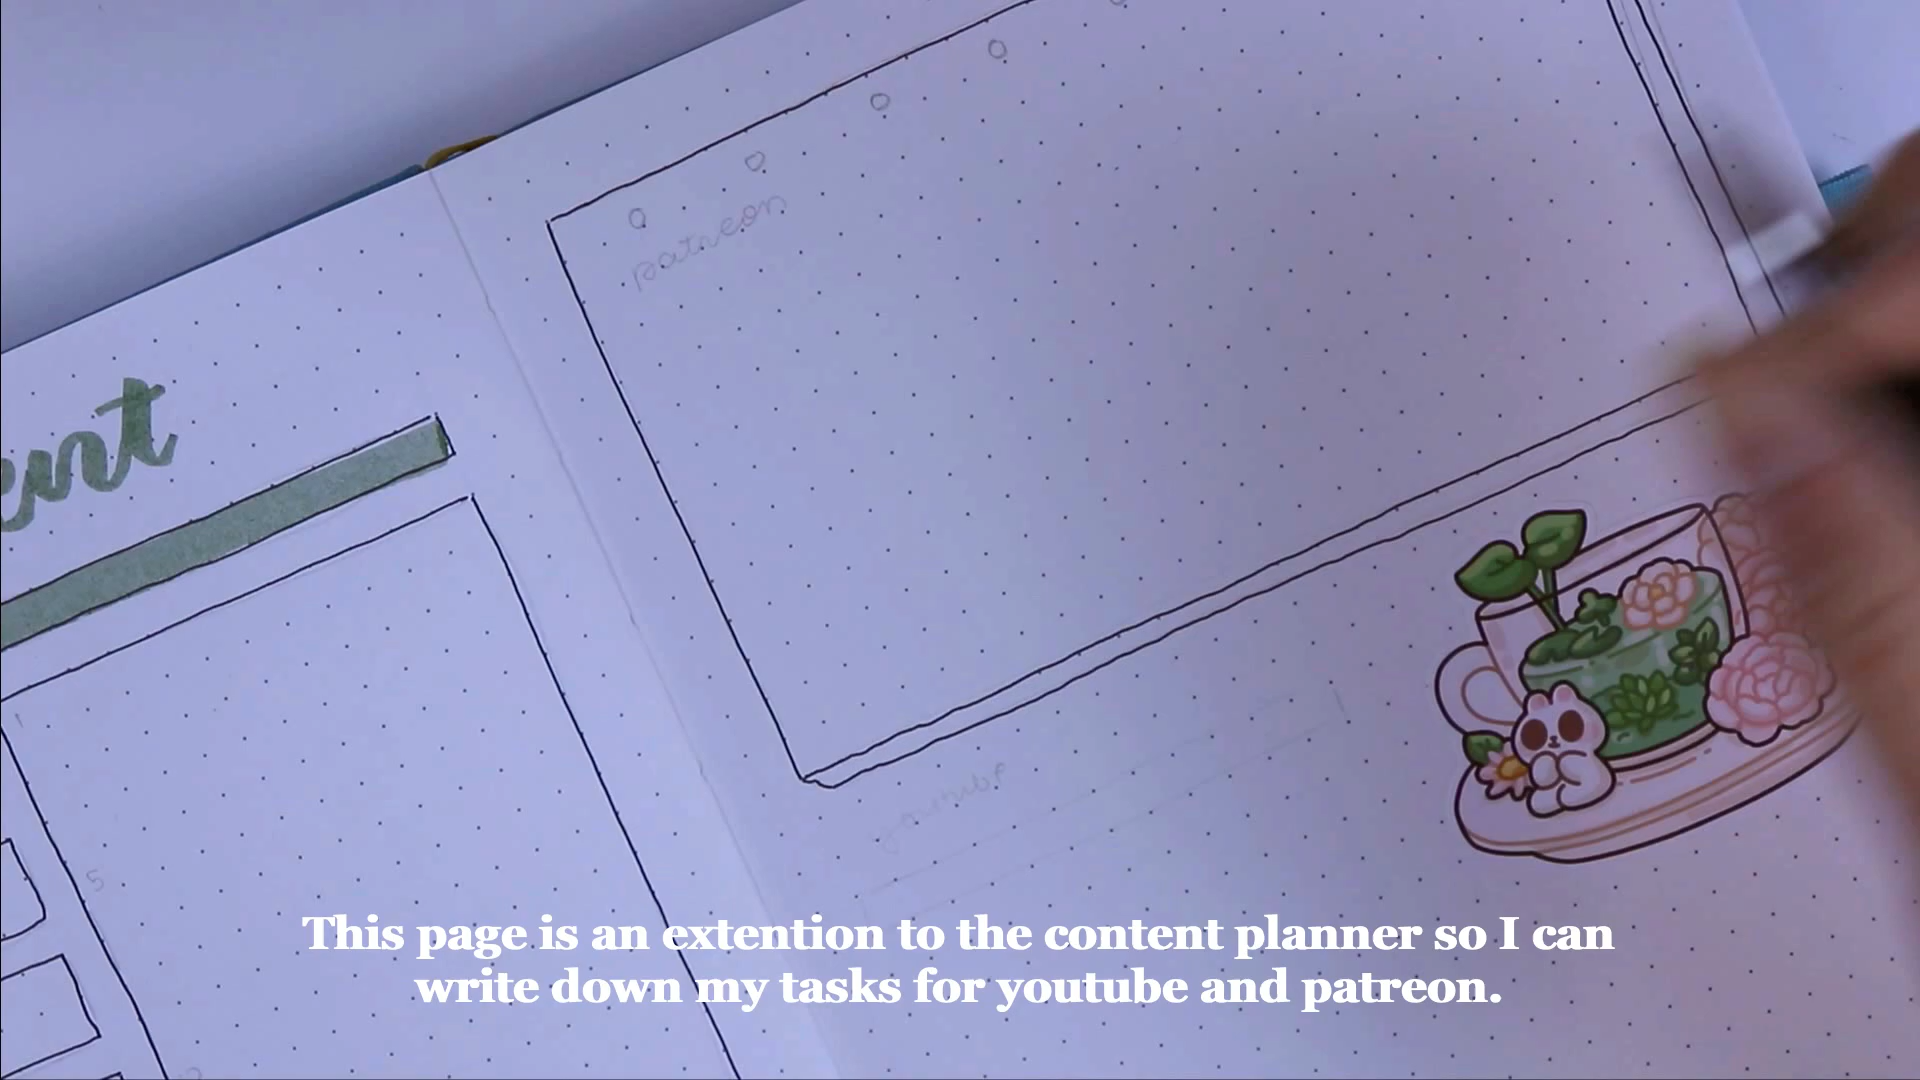 patreon
youtube
5
This page is an extention to the content planner so I can
write down my tasks for youtube and patreon.